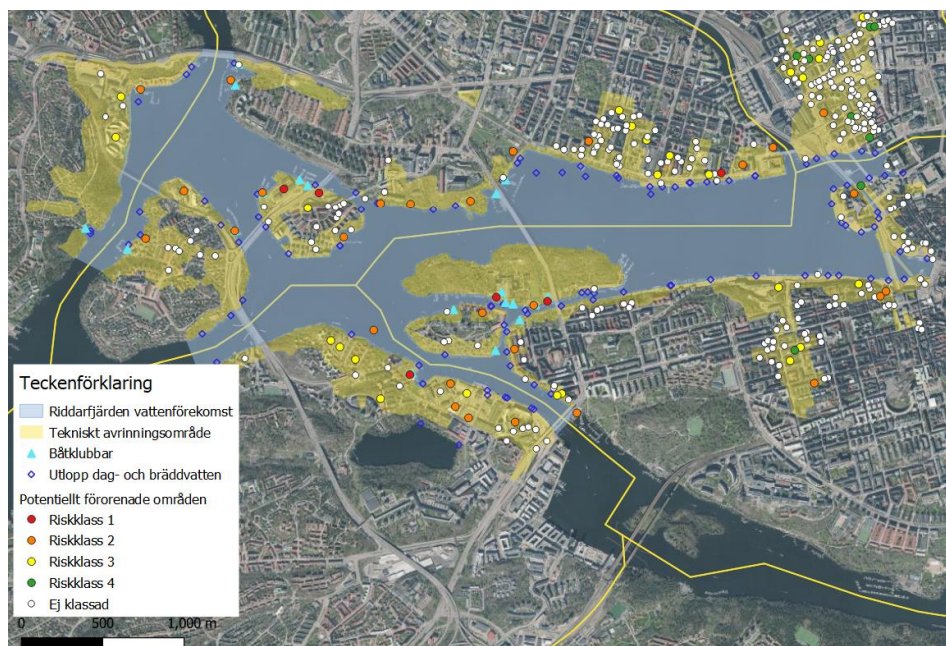 Teckenförklaring
Riddarfjärden vattenförekomst
Tekniskt avrinningsområde
Båtklubbar
Utlopp dag- och bräddvatten
Potentiellt förorenade områden
Riskklass 1
Riskklass 2
Riskklass 3
Riskklass 4
Ej klassad
0 500 1,000 m